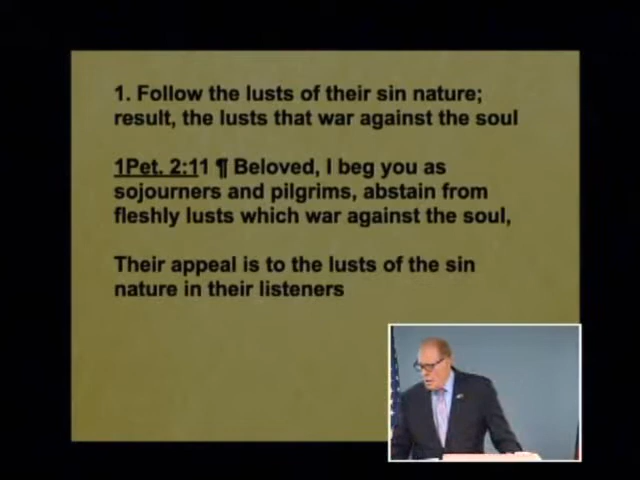 1. Follow the lusts of their sin nature;
result, the lusts that war against the soul
1Pet. 2:11 ¶ Beloved, I beg you as
sojourners and pilgrims, abstain from
fleshly lusts which war against the soul,
Their appeal is to the lusts of the sin
nature in their listeners